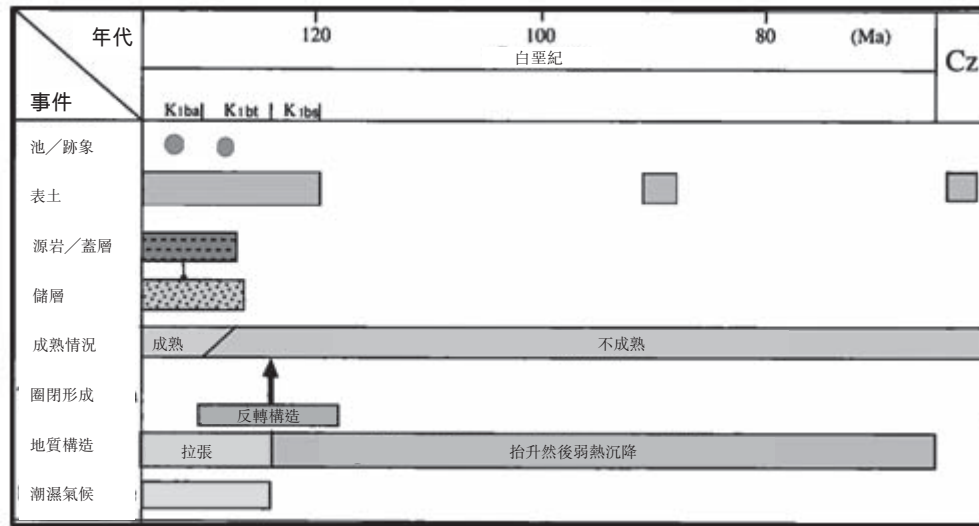 年代
120
100
80
(Ma)
白堊紀
Cz
事件
K1ba
K1bt
K1bs
池／跡象
表土
源岩／蓋層
儲層
成熟情況
成熟
不成熟
圈閉形成
反轉構造
地質構造
拉張
抬升然後弱熱沉降
潮濕氣候